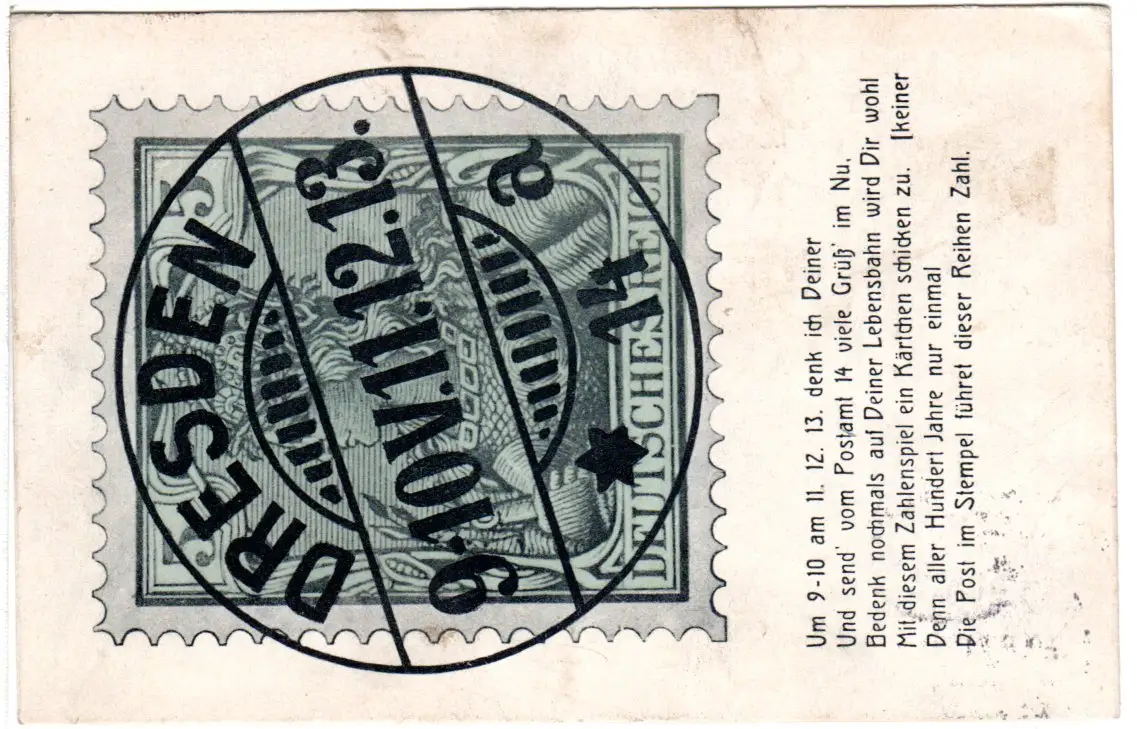 5 5
DEUTSCHES REICH
DRESDEN
9.10V.11.12.13.
* 14 a
Um 9-10 am 11. 12. 13. denk ich Deiner
Und send' vom Postamt 14 viele Grüß' im Nu.
Bedenk nochmals auf Deiner Lebensbahn wird Dir wohl
Mit diesem Zahlenspiel ein Kärtchen schicken zu. [keiner
Denn aller Hundert Jahre nur einmal
Die Post im Stempel führet dieser Reihen Zahl.